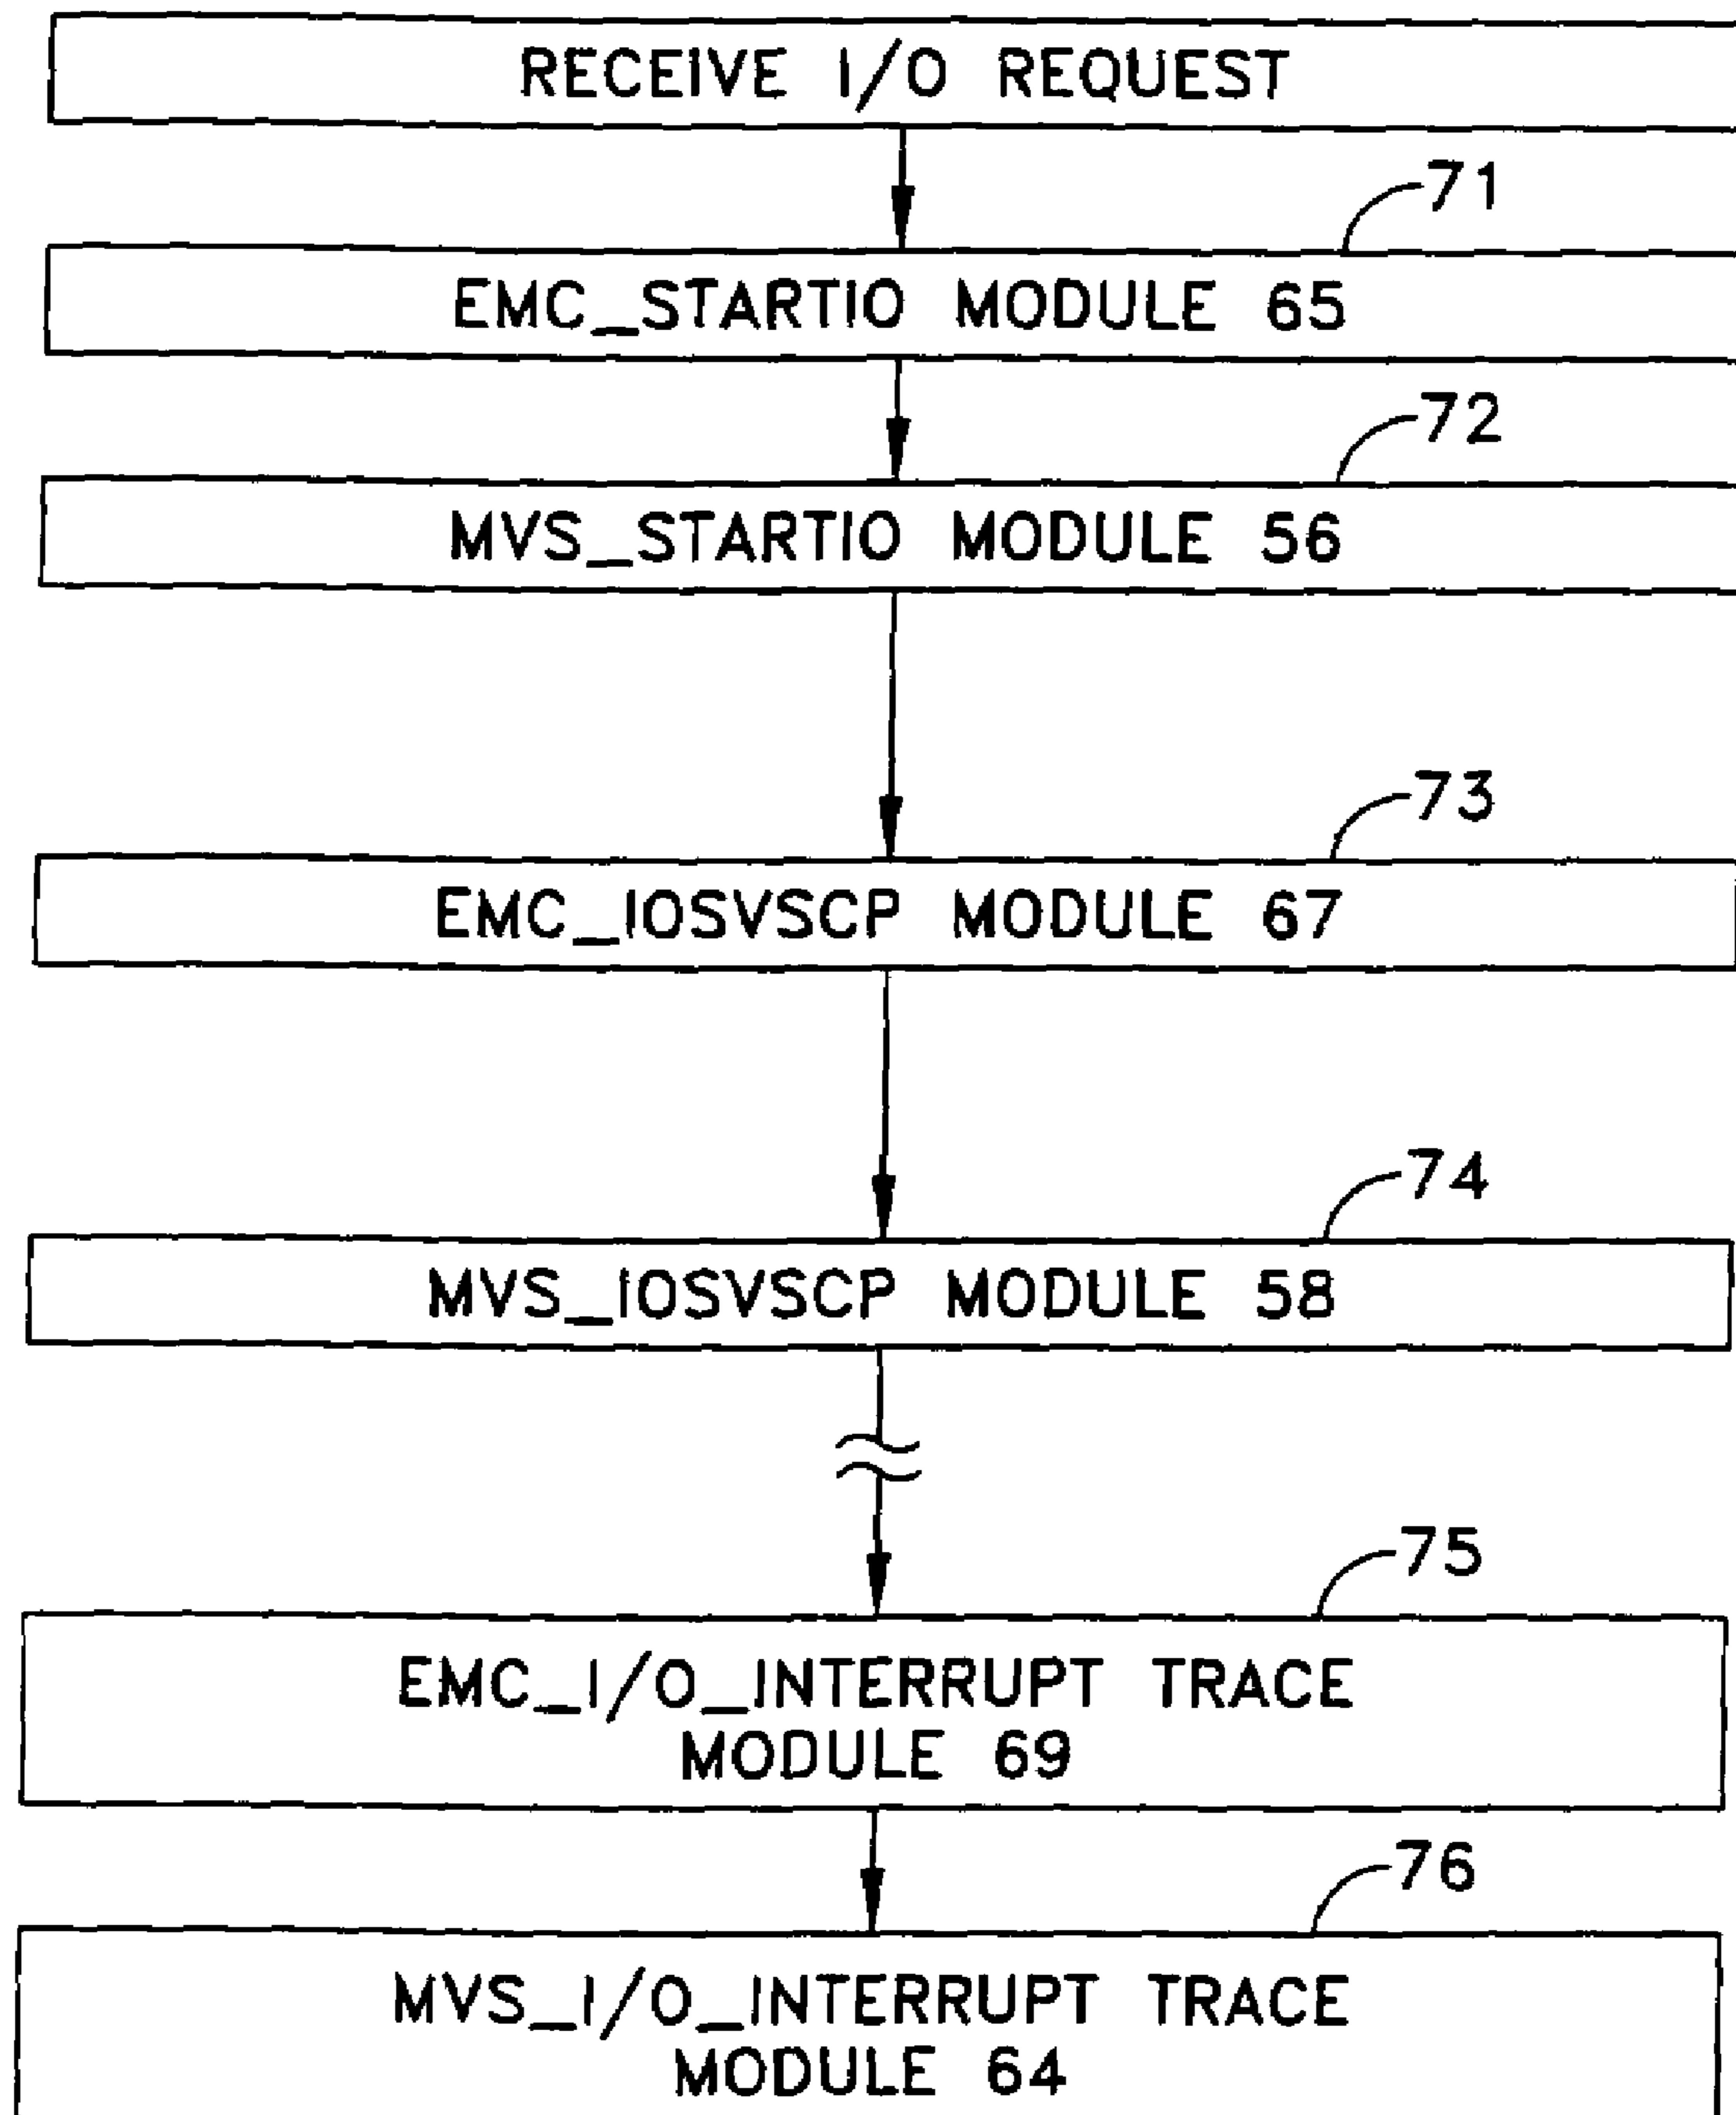 RECEIVE I/O REQUEST
71
EMC_STARTIO MODULE 65
72
MVS_STARTIO MODULE 56
73
EMC_IOSVSCP MODULE 67
74
MVS_IOSVSCP MODULE 58
75
EMC_I/O_INTERRUPT TRACE
MODULE 69
76
MVS_I/O_INTERRUPT TRACE
MODULE 64